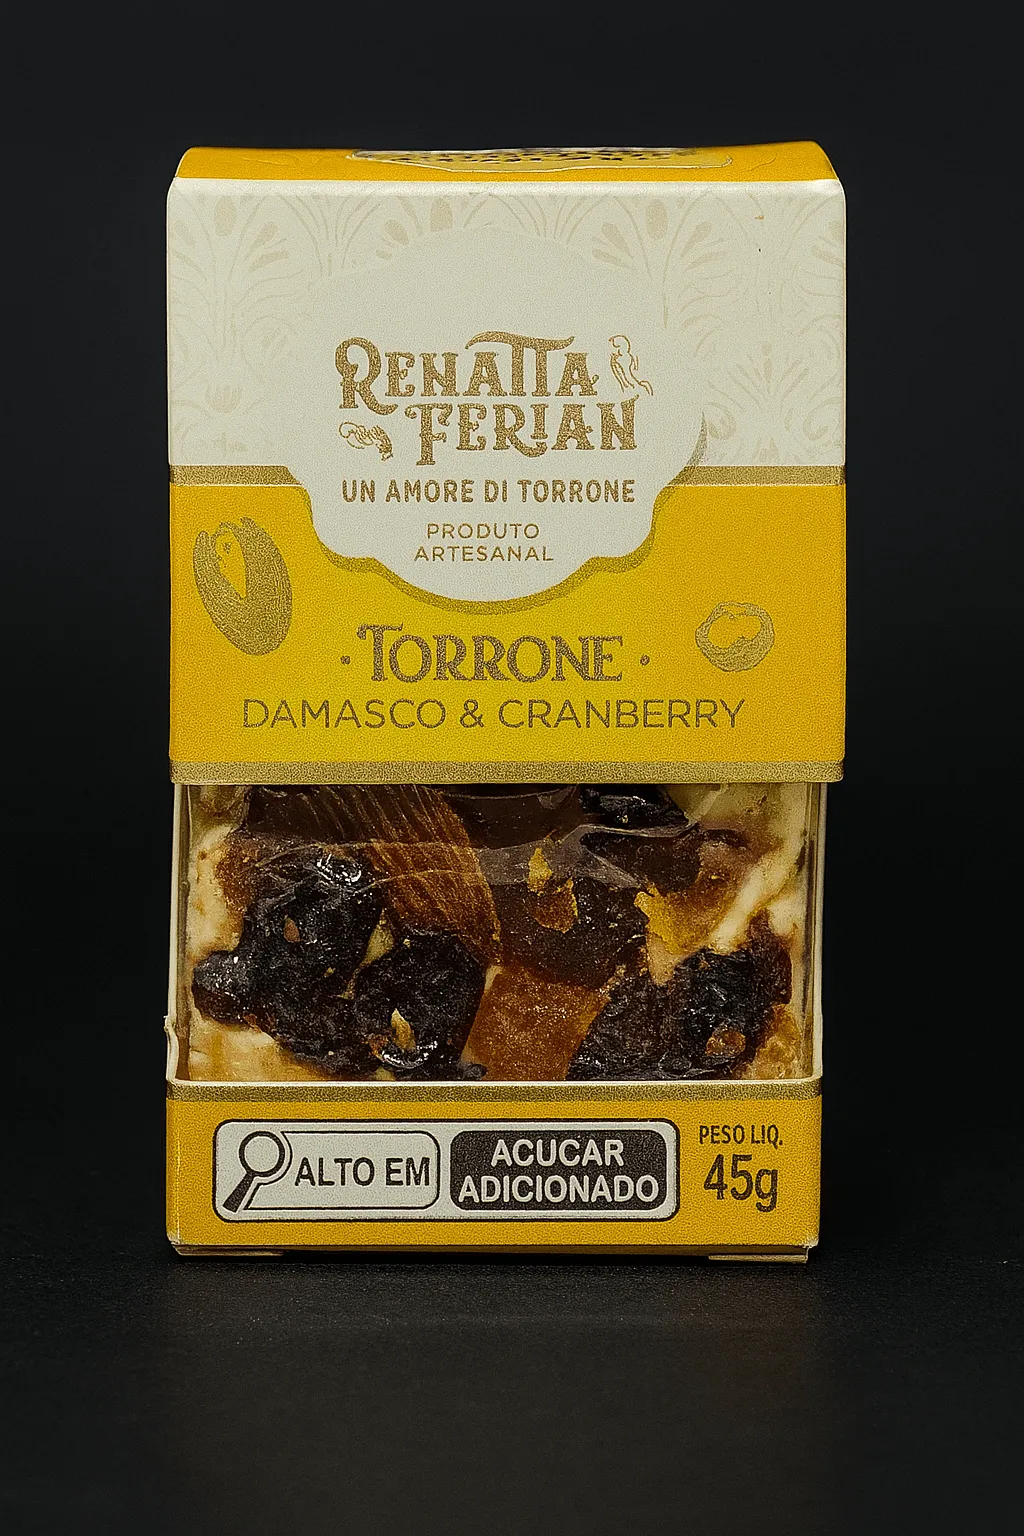 RENATTA
FERIAN
UN AMORE DI TORRONE
PRODUTO
ARTESANAL
· TORRONE ·
DAMASCO & CRANBERRY
ALTO EM
ACUCAR
ADICIONADO
PESO LIQ.
45g